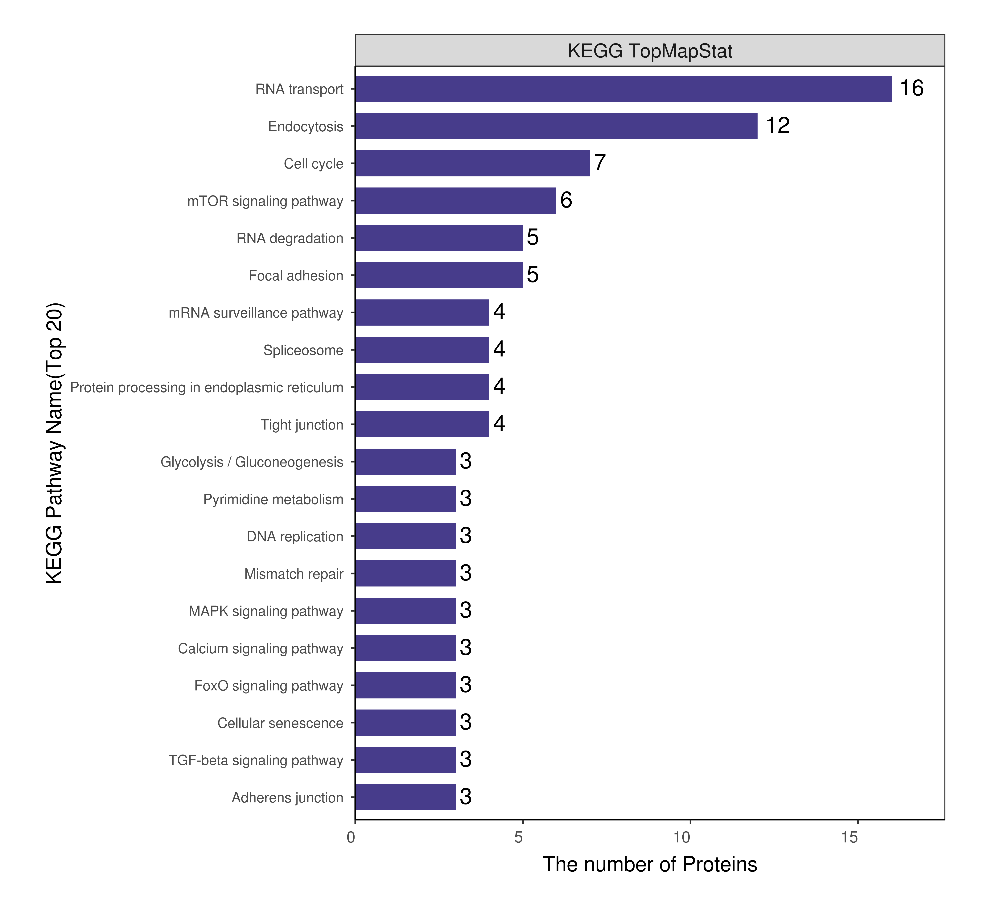 KEGG TopMapStat
KEGG Pathway Name(Top 20)
RNA transport 16
Endocytosis 12
Cell cycle 7
mTOR signaling pathway 6
RNA degradation 5
Focal adhesion 5
mRNA surveillance pathway 4
Spliceosome 4
Protein processing in endoplasmic reticulum 4
Tight junction 4
Glycolysis / Gluconeogenesis 3
Pyrimidine metabolism 3
DNA replication 3
Mismatch repair 3
MAPK signaling pathway 3
Calcium signaling pathway 3
FoxO signaling pathway 3
Cellular senescence 3
TGF-beta signaling pathway 3
Adherens junction 3
0 5 10 15
The number of Proteins